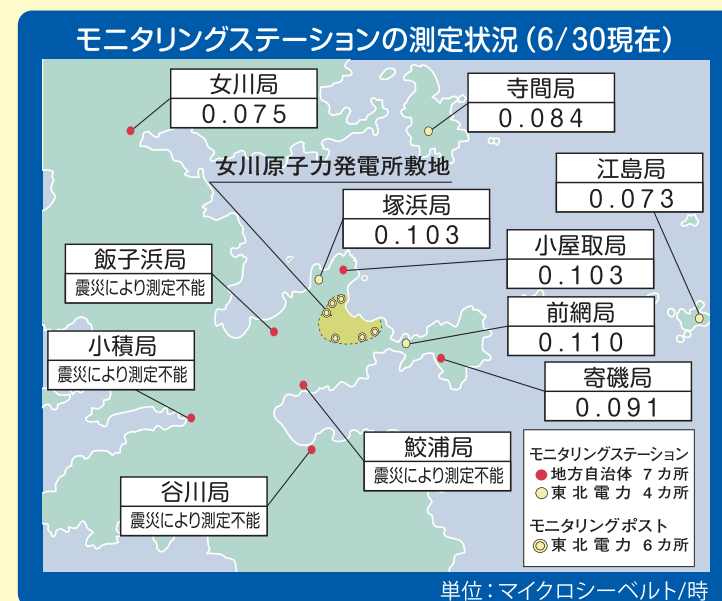 モニタリングステーションの測定状況(6/30現在)
女川局
0.075
寺間局
0.084
女川原子力発電所敷地
江島局
0.073
塚浜局
0.103
小屋取局
0.103
飯子浜局
震災により測定不能
前網局
0.110
小積局
震災により測定不能
寄磯局
0.091
鮫浦局
震災により測定不能
谷川局
震災により測定不能
モニタリングステーション
地方自治体 7カ所
東北電力 4カ所
モニタリングポスト
東北電力 6カ所
単位：マイクロシーベルト/時